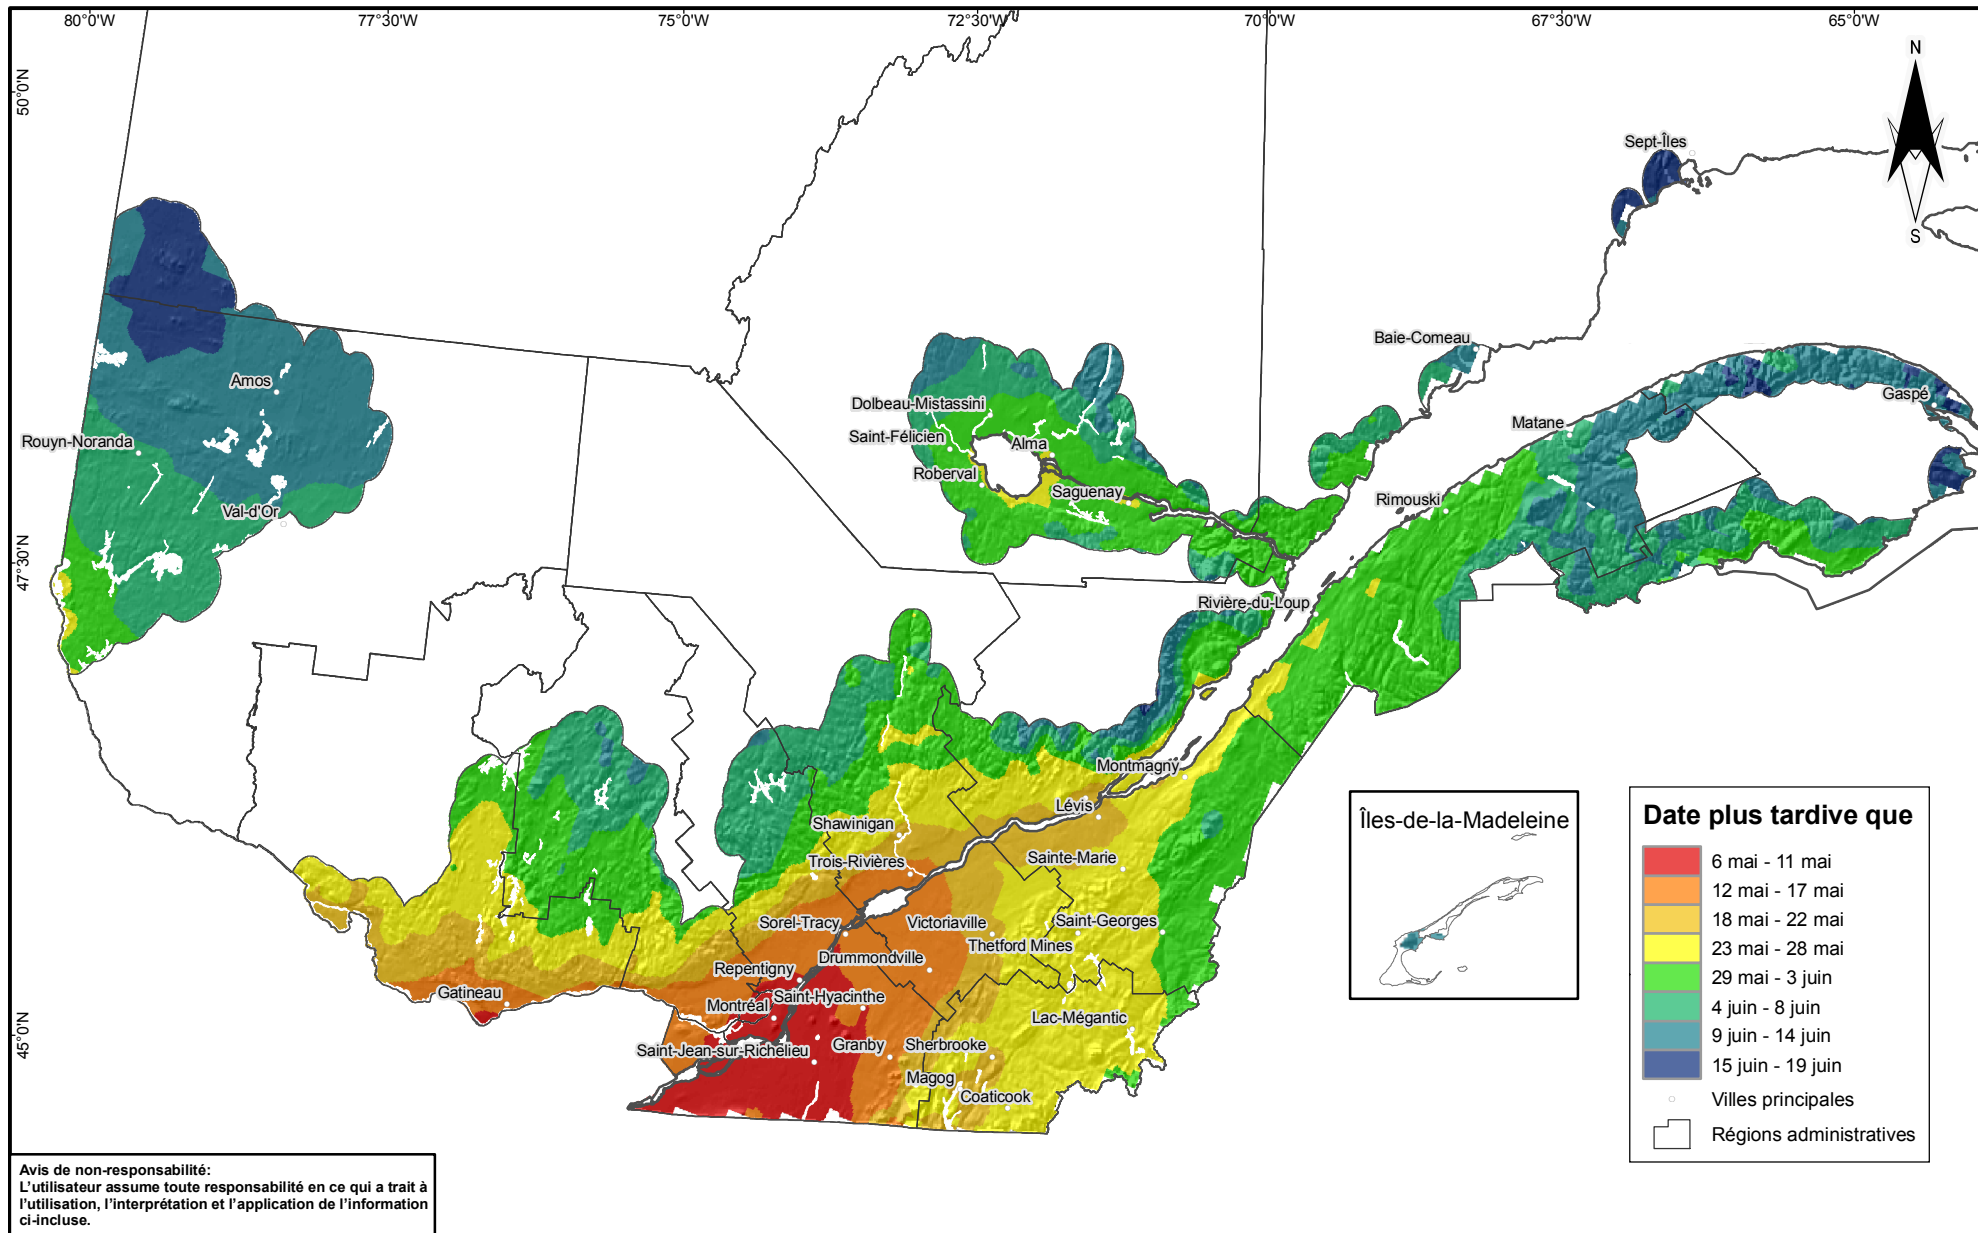 80°0'W 77°30'W 75°0'W 72°30'W 70°0'W 67°30'W 65°0'W
50°0'N
47°30'N
45°0'N
N
S
Sept-Îles
Baie-Comeau
Gaspé
Matane
Rimouski
Amos
Rouyn-Noranda
Val-d'Or
Dolbeau-Mistassini
Saint-Félicien
Alma
Roberval
Saguenay
Rivière-du-Loup
Montmagny
Lévis
Shawinigan
Trois-Rivières
Sainte-Marie
Sorel-Tracy
Victoriaville
Saint-Georges
Thetford Mines
Drummondville
Repentigny
Gatineau
Saint-Hyacinthe
Montréal
Lac-Mégantic
Saint-Jean-sur-Richelieu
Granby
Sherbrooke
Magog
Coaticook
Îles-de-la-Madeleine
Date plus tardive que
6 mai - 11 mai
12 mai - 17 mai
18 mai - 22 mai
23 mai - 28 mai
29 mai - 3 juin
4 juin - 8 juin
9 juin - 14 juin
15 juin - 19 juin
Villes principales
Régions administratives
Avis de non-responsabilité:
L'utilisateur assume toute responsabilité en ce qui a trait à
l'utilisation, l'interprétation et l'application de l'information
ci-incluse.